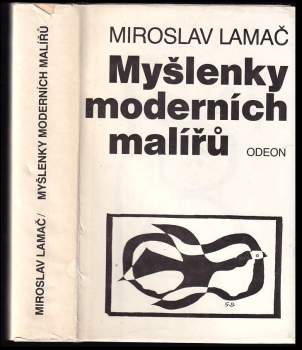 MIROSLAV LAMAČ/ MYŠLENKY MODERNÍCH MALÍŘŮ
MIROSLAV LAMAČ
Myšlenky
moderních
malířů
ODEON
G-B